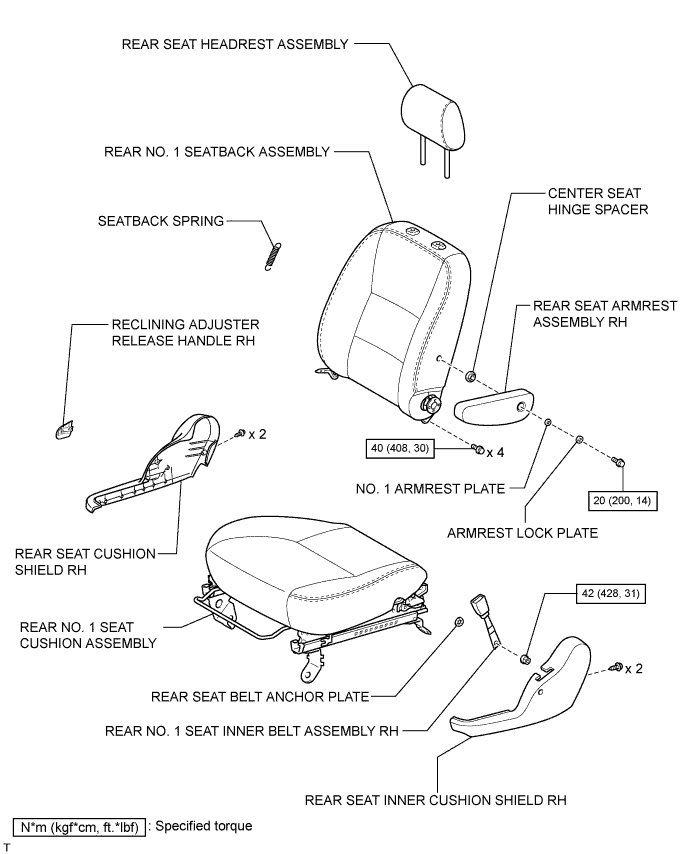 REAR SEAT HEADREST ASSEMBLY
REAR NO. 1 SEATBACK ASSEMBLY
CENTER SEAT
HINGE SPACER
SEATBACK SPRING
REAR SEAT ARMREST
ASSEMBLY RH
RECLINING ADJUSTER
RELEASE HANDLE RH
x 2
40 (408, 30)
x 4
NO. 1 ARMREST PLATE
20 (200, 14)
ARMREST LOCK PLATE
REAR SEAT CUSHION
SHIELD RH
42 (428, 31)
REAR NO. 1 SEAT
CUSHION ASSEMBLY
x 2
REAR SEAT BELT ANCHOR PLATE
REAR NO. 1 SEAT INNER BELT ASSEMBLY RH
REAR SEAT INNER CUSHION SHIELD RH
N*m (kgf*cm, ft.*lbf) : Specified torque
T